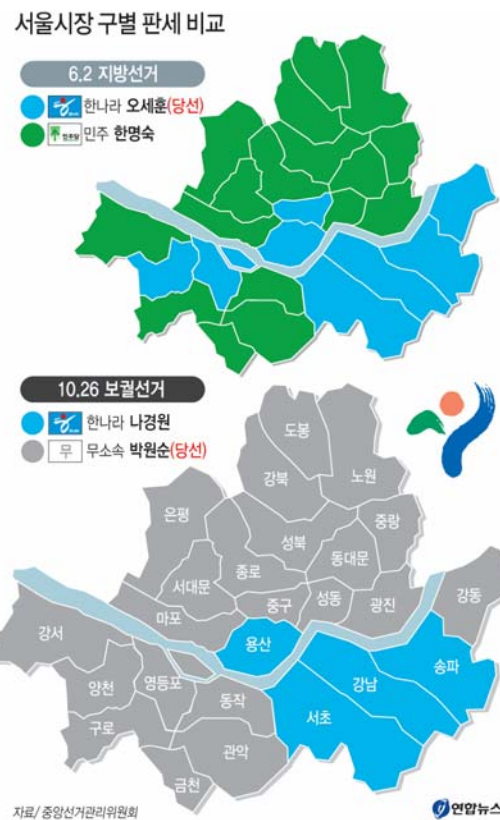 서울시장 구별 판세 비교
6.2 지방선거
한나라 오세훈(당선)
민주당 민주 한명숙
10.26 보궐선거
한나라 나경원
무 무소속 박원순(당선)
도봉
강북 노원
은평 성북 중랑
서대문 종로 동대문
마포 중구 성동 광진 강동
강서 용산 송파
양천 영등포 동작 강남
구로 서초
관악
금천
자료/중앙선거관리위원회
연합뉴스